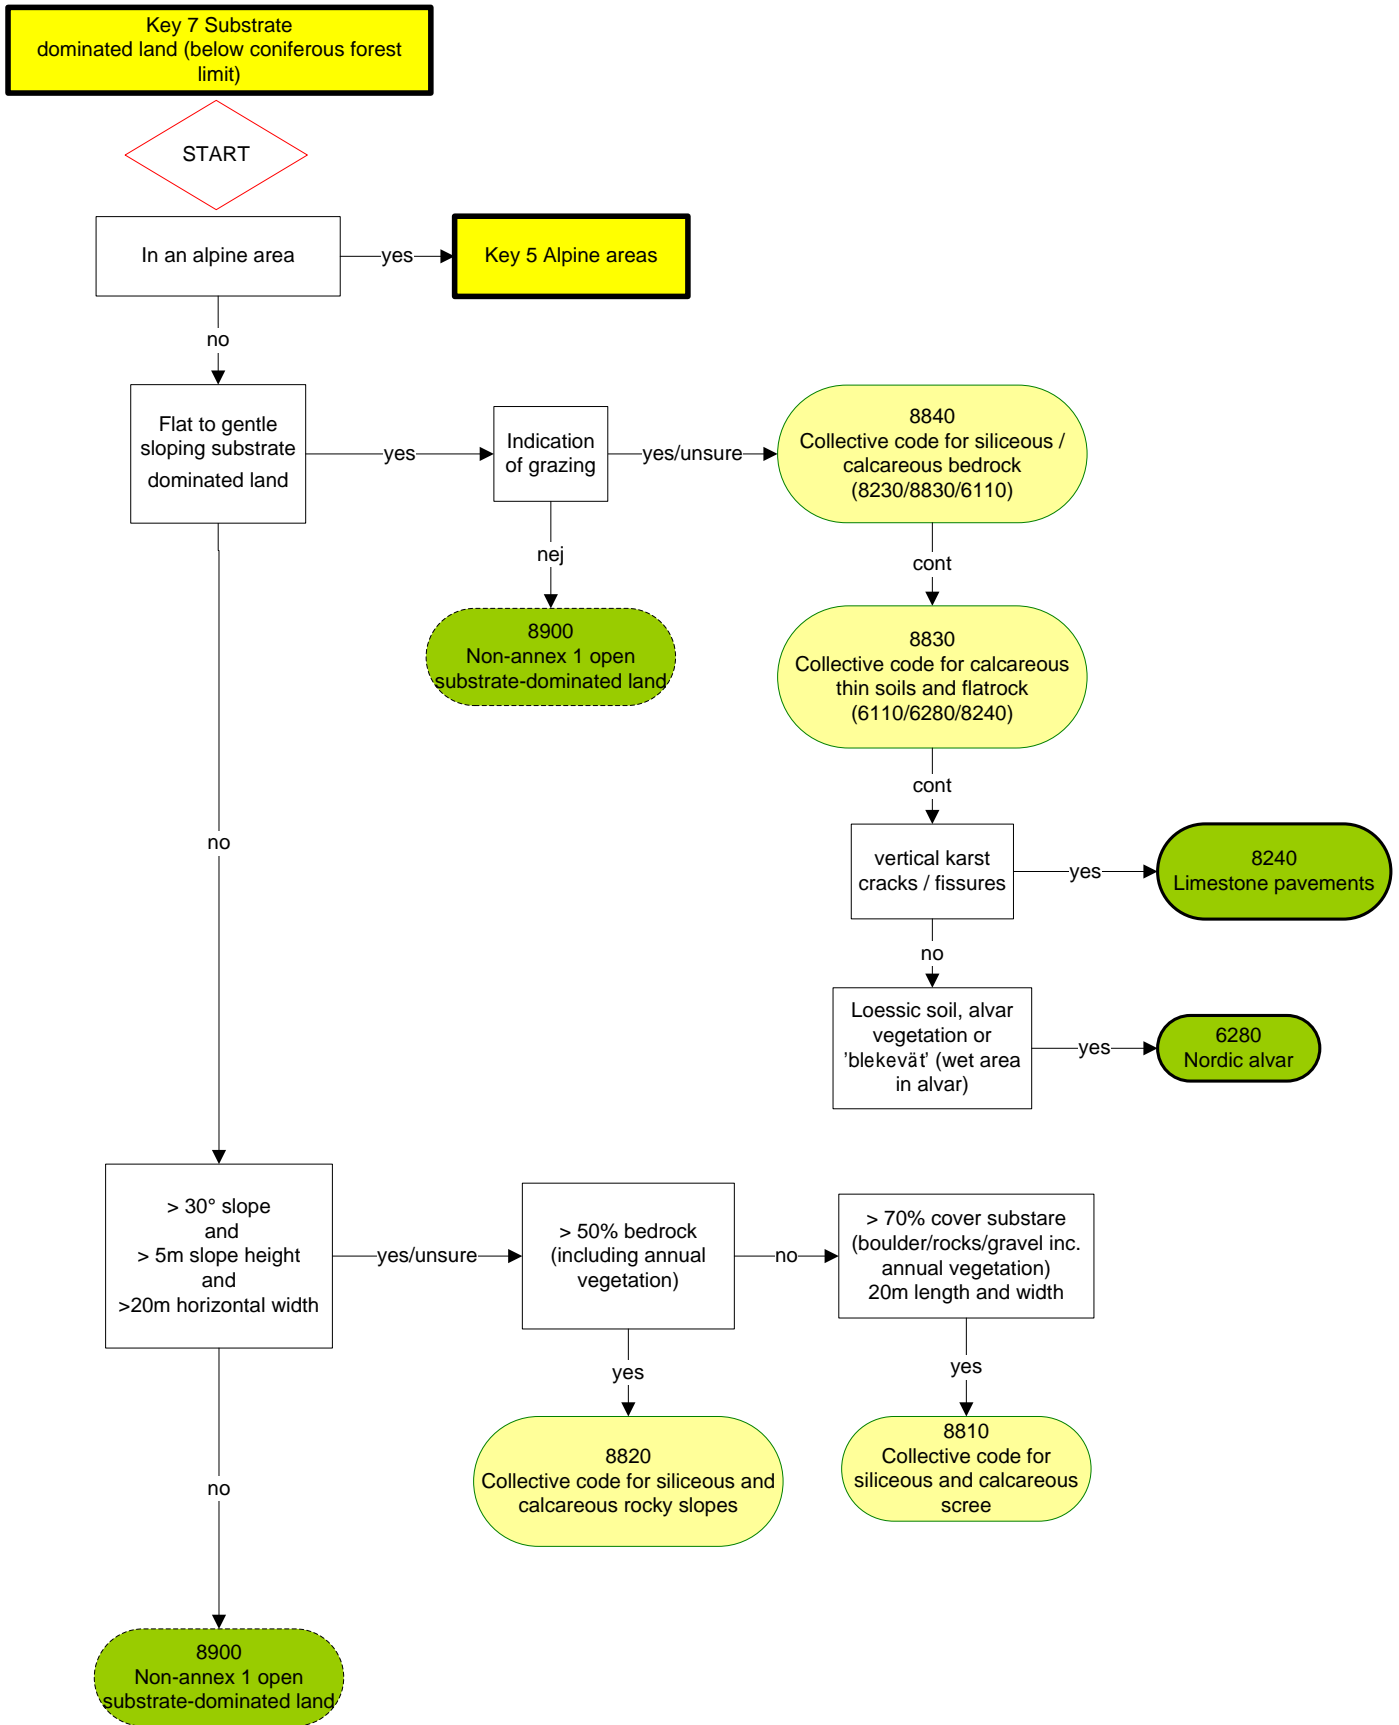 Key 7 Substrate
dominated land (below coniferous forest
limit)
START
In an alpine area
yes
Key 5 Alpine areas
no
Flat to gentle
sloping substrate
dominated land
yes
Indication
of grazing
yes/unsure
8840
Collective code for siliceous /
calcareous bedrock
(8230/8830/6110)
nej
cont
8900
Non-annex 1 open
substrate-dominated land
8830
Collective code for calcareous
thin soils and flatrock
(6110/6280/8240)
cont
no
vertical karst
cracks / fissures
yes
8240
Limestone pavements
no
Loessic soil, alvar
vegetation or
'blekevät' (wet area
in alvar)
yes
6280
Nordic alvar
> 30° slope
and
> 5m slope height
and
>20m horizontal width
yes/unsure
> 50% bedrock
(including annual
vegetation)
no
> 70% cover substare
(boulder/rocks/gravel inc.
annual vegetation)
20m length and width
yes
yes
8820
Collective code for siliceous and
calcareous rocky slopes
8810
Collective code for
siliceous and calcareous
scree
no
8900
Non-annex 1 open
substrate-dominated land